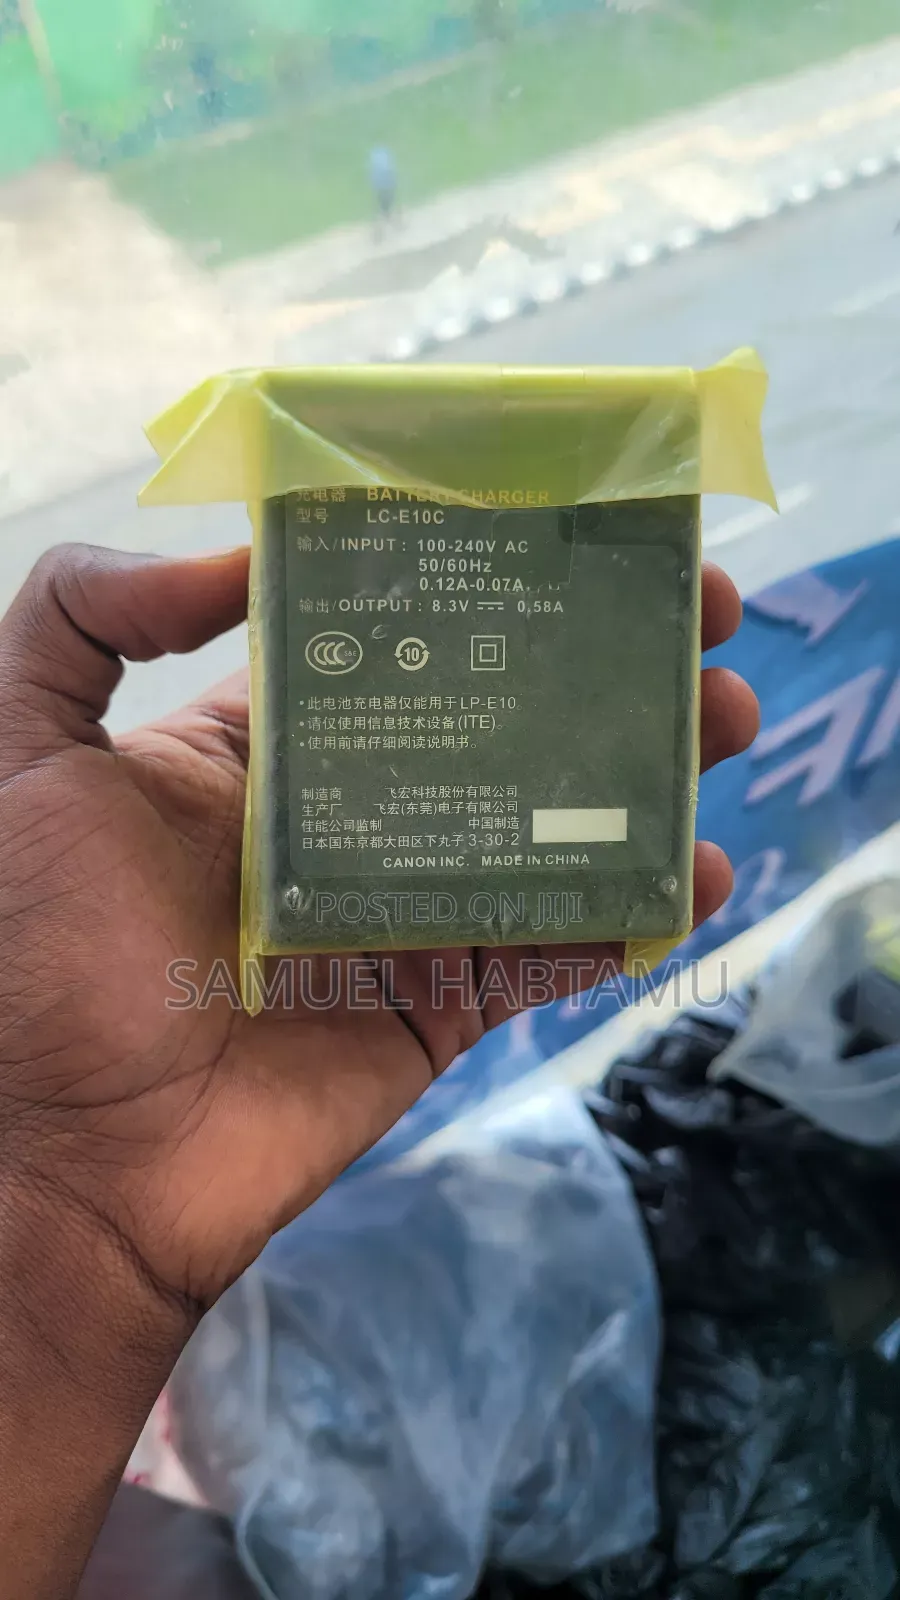 充电器 BATTERY CHARGER
型号 LC-E10C
输入/INPUT : 100-240V AC
50/60Hz
0.12A-0.07A
输出/OUTPUT : 8.3V ⎓ 0.58A
CCC S&E 10
•此电池充电器仅能用于LP-E10
•请仅使用信息技术设备(ITE)。
•使用前请仔细阅读说明书。
制造商 飞宏科技股份有限公司
生产厂 飞宏(东莞)电子有限公司
佳能公司监制 中国制造
日本国东京都大田区下丸子 3-30-2
CANON INC. MADE IN CHINA
POSTED ON JIJI
SAMUEL HABTAMU